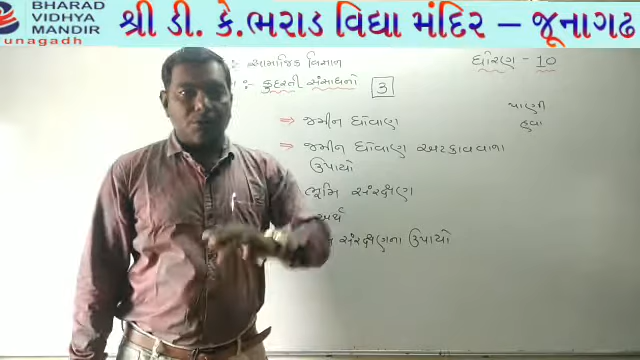 BHARAD
VIDHYA
MANDIR
unagadh
શ્રી ડી. કે.ભરાડ વિદ્યા મંદિર – જૂનાગઢ
સામાજિક વિજ્ઞાન
ધોરણ - 10
:- કુદરતી સંસાધનો 3
પાણી
હવા
⇒ જમીન ધોવાણ
⇒ જમીન ધોવાણ અટકાવવાના
ઉપાયો
ભૂમિ સંરક્ષણ
અર્થ
સંરક્ષણના ઉપાયો